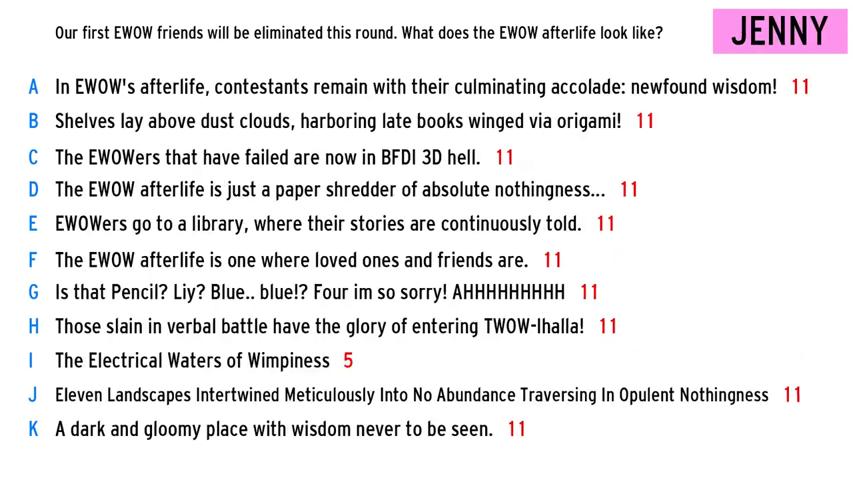 Our first EWOW friends will be eliminated this round. What does the EWOW afterlife look like?
JENNY
A In EWOW's afterlife, contestants remain with their culminating accolade: newfound wisdom! 11
B Shelves lay above dust clouds, harboring late books winged via origami! 11
C The EWOWers that have failed are now in BFDI 3D hell. 11
D The EWOW afterlife is just a paper shredder of absolute nothingness... 11
E EWOWers go to a library, where their stories are continuously told. 11
F The EWOW afterlife is one where loved ones and friends are. 11
G Is that Pencil? Liy? Blue.. blue!? Four im so sorry! AHHHHHHHHH 11
H Those slain in verbal battle have the glory of entering TWOW-lhalla! 11
I The Electrical Waters of Wimpiness 5
J Eleven Landscapes Intertwined Meticulously Into No Abundance Traversing In Opulent Nothingness 11
K A dark and gloomy place with wisdom never to be seen. 11